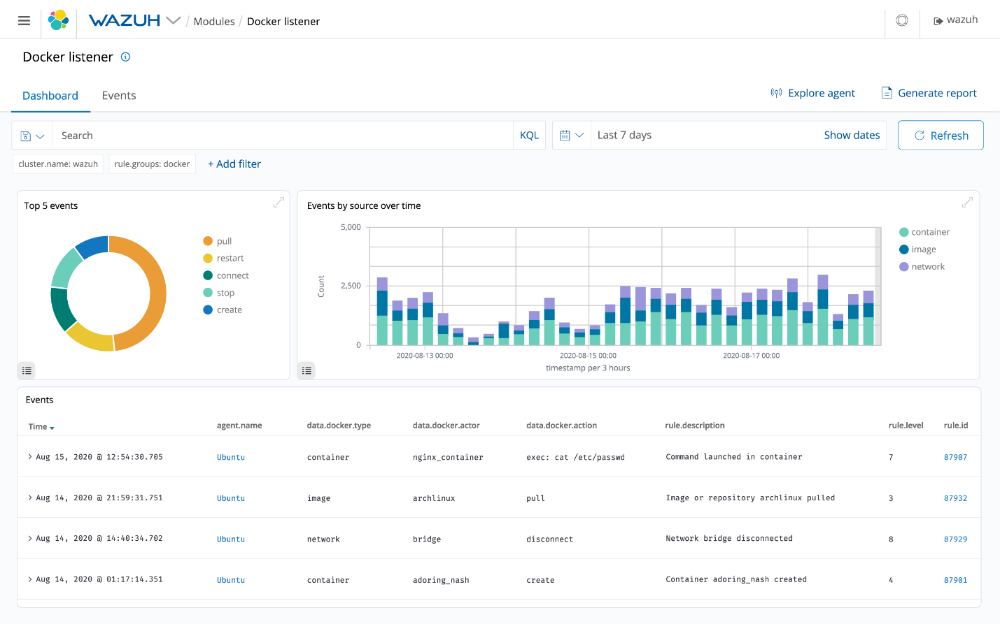 WAZUH / Modules / Docker listener
wazuh
Docker listener
Dashboard
Events
Explore agent
Generate report
Search
KQL
Last 7 days
Show dates
Refresh
cluster.name: wazuh
rule.groups: docker
+ Add filter
Top 5 events
pull
restart
connect
stop
create
Events by source over time
5,000
2,500
0
Count
2020-08-13 00:00
2020-08-15 00:00
2020-08-17 00:00
timestamp per 3 hours
container
image
network
Events
Time agent.name data.docker.type data.docker.actor data.docker.action rule.description rule.level rule.id
Aug 15, 2020 @ 12:54:30.705 Ubuntu container nginx_container exec: cat /etc/passwd Command launched in container 7 87907
Aug 14, 2020 @ 21:59:31.751 Ubuntu image archlinux pull Image or repository archlinux pulled 3 87932
Aug 14, 2020 @ 14:40:34.702 Ubuntu network bridge disconnect Network bridge disconnected 8 87929
Aug 14, 2020 @ 01:17:14.351 Ubuntu container adoring_nash create Container adoring_nash created 4 87901